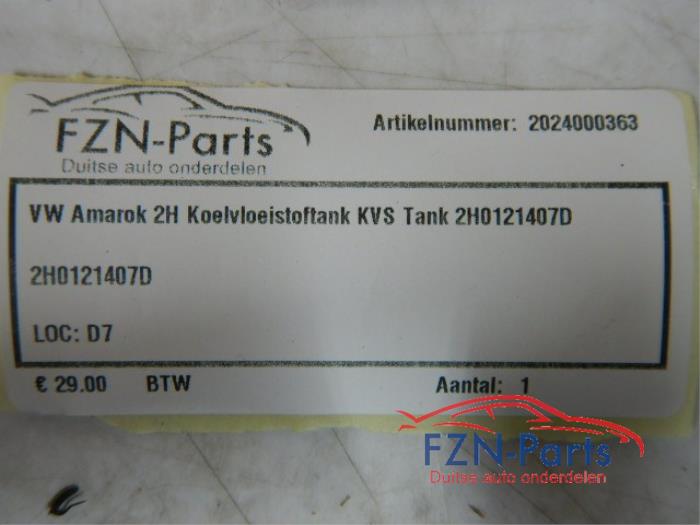 FZN-Parts
Duitse auto onderdelen
Artikelnummer: 2024000363
VW Amarok 2H Koelvloeistoftank KVS Tank 2H0121407D
2H0121407D
LOC: D7
€ 29.00 BTW Aantal: 1
FZN-Parts
Duitse auto onderdelen